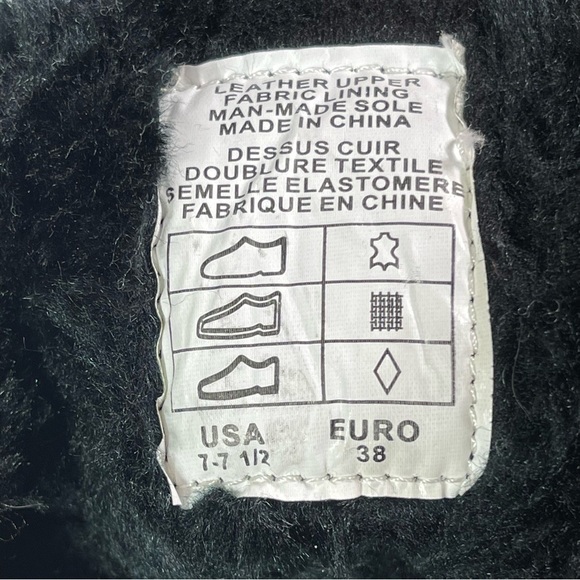 LEATHER UPPER
FABRIC LINING
MAN-MADE SOLE
MADE IN CHINA
DESSUS CUIR
DOUBLURE TEXTILE
SEMELLE ELASTOMERE
FABRIQUE EN CHINE
USA EURO
7-7 1/2 38